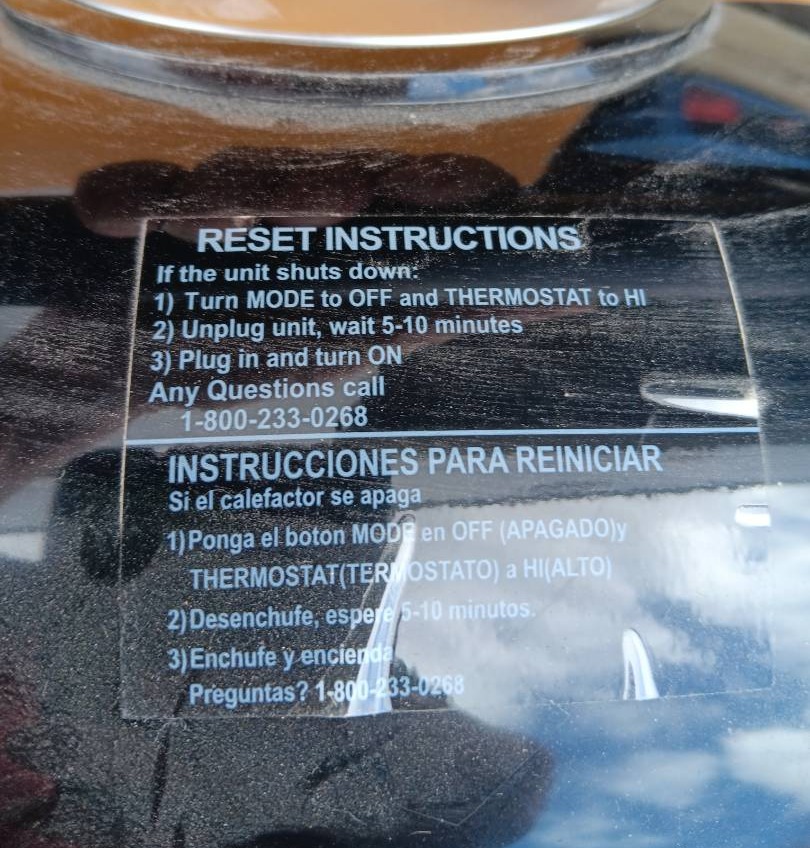 RESET INSTRUCTIONS
If the unit shuts down:
1) Turn MODE to OFF and THERMOSTAT to HI
2) Unplug unit, wait 5-10 minutes
3) Plug in and turn ON
Any Questions call
1-800-233-0268
INSTRUCCIONES PARA REINICIAR
Si el calefactor se apaga
1)Ponga el boton MODE en OFF (APAGADO)y
THERMOSTAT(TERMOSTATO) a HI(ALTO)
2)Desenchufe, espere 5-10 minutos.
3)Enchufe y encienda
Preguntas? 1-800-233-0268